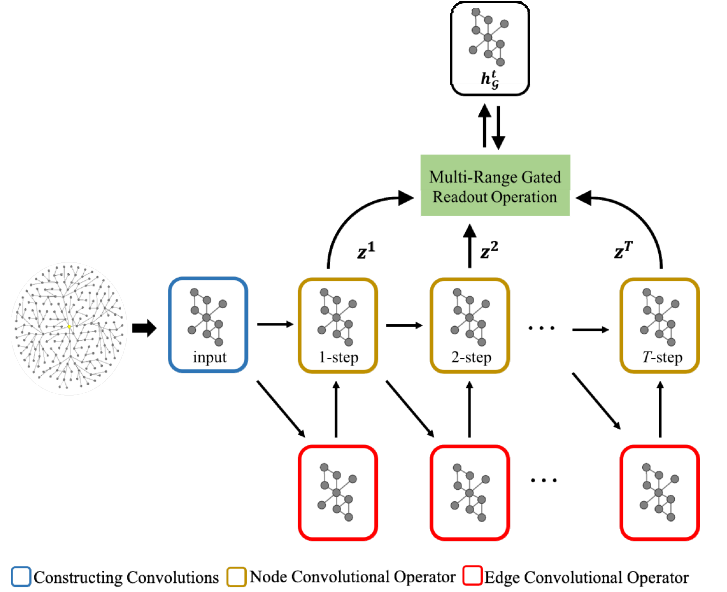 h_𝒢^t
Multi-Range Gated
Readout Operation
z^1
z^2
z^T
input
1-step
2-step
...
T-step
...
Constructing Convolutions
Node Convolutional Operator
Edge Convolutional Operator